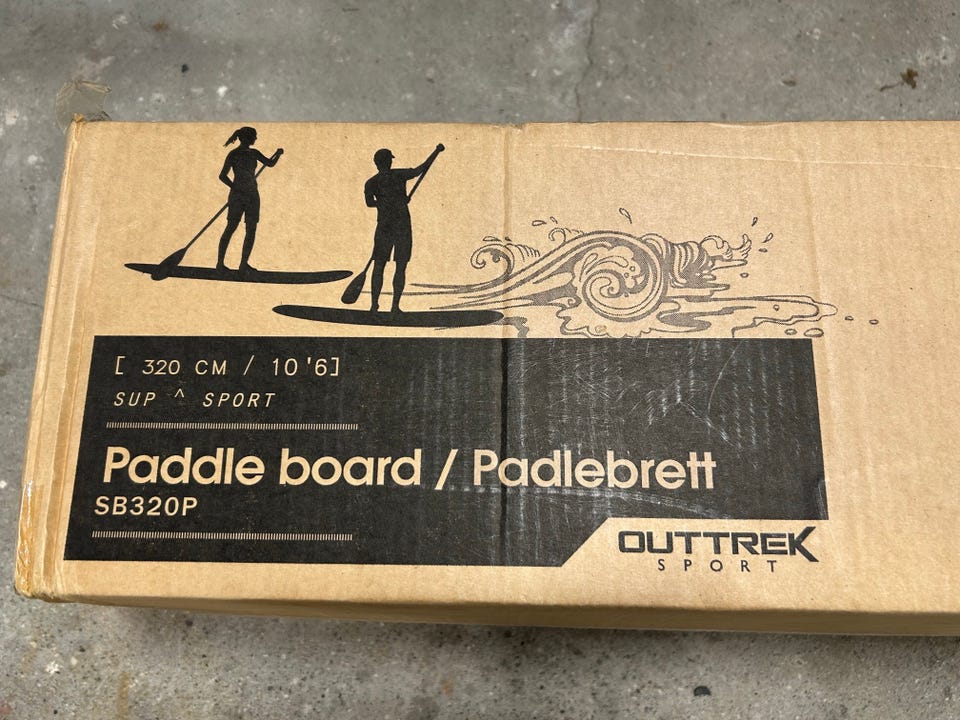 [ 320 CM / 10'6]
SUP ^ SPORT
Paddle board / Padlebrett
SB320P
OUTTREK
SPORT